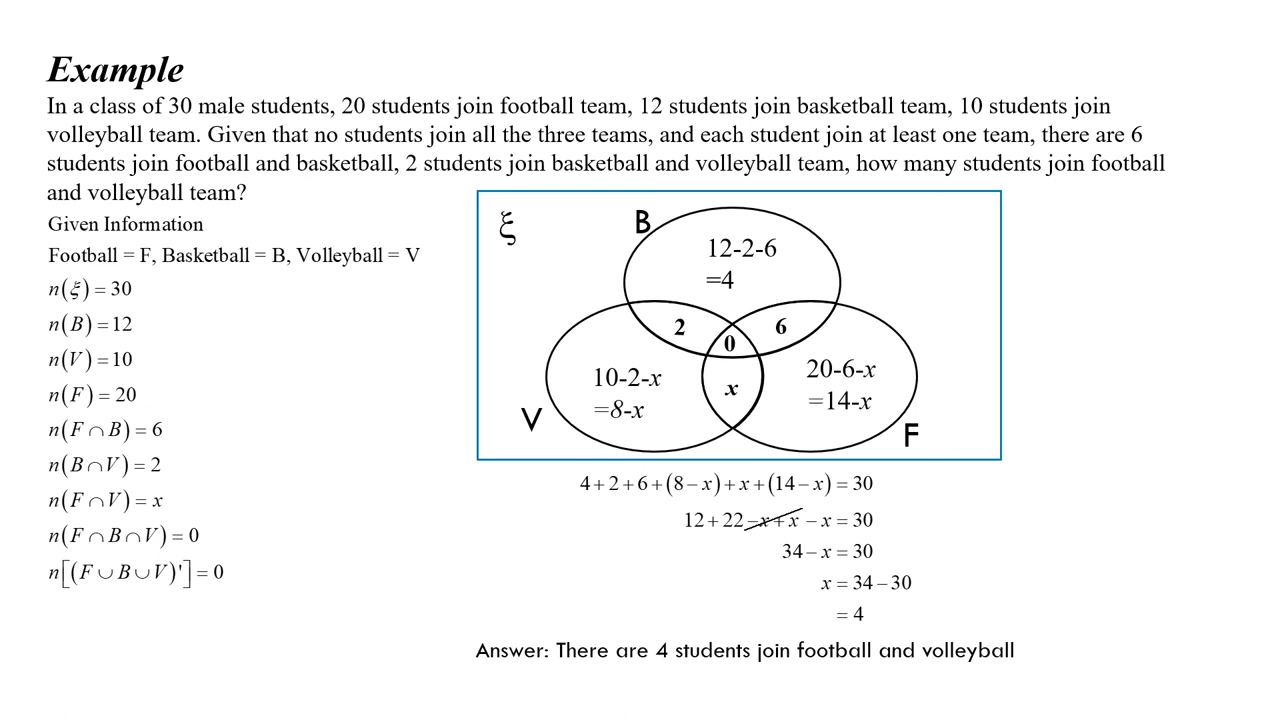 Example
In a class of 30 male students, 20 students join football team, 12 students join basketball team, 10 students join
volleyball team. Given that no students join all the three teams, and each student join at least one team, there are 6
students join football and basketball, 2 students join basketball and volleyball team, how many students join football
and volleyball team?
Given Information
Football = F, Basketball = B, Volleyball = V
n(ξ) = 30
n(B) = 12
n(V) = 10
n(F) = 20
n(F ∩ B) = 6
n(B ∩ V) = 2
n(F ∩ V) = x
n(F ∩ B ∩ V) = 0
n[(F ∪ B ∪ V)'] = 0
ξ
B
12-2-6
=4
2
6
0
10-2-x
=8-x
x
20-6-x
=14-x
V
F
4 + 2 + 6 + (8 − x) + x + (14 − x) = 30
12 + 22 − x + x − x = 30
34 − x = 30
x = 34 − 30
= 4
Answer: There are 4 students join football and volleyball